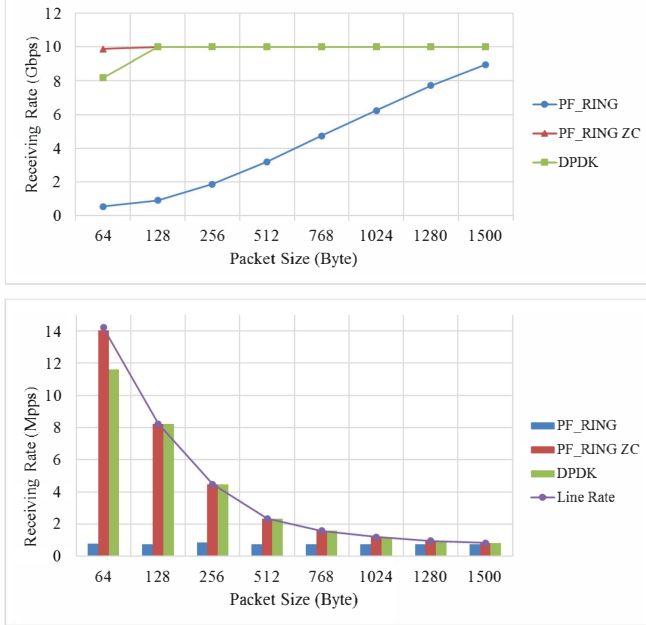 Receiving Rate (Gbps)
12
10
8
6
4
2
0
64 128 256 512 768 1024 1280 1500
Packet Size (Byte)
PF_RING
PF_RING ZC
DPDK
Receiving Rate (Mpps)
14
12
10
8
6
4
2
0
64 128 256 512 768 1024 1280 1500
Packet Size (Byte)
PF_RING
PF_RING ZC
DPDK
Line Rate